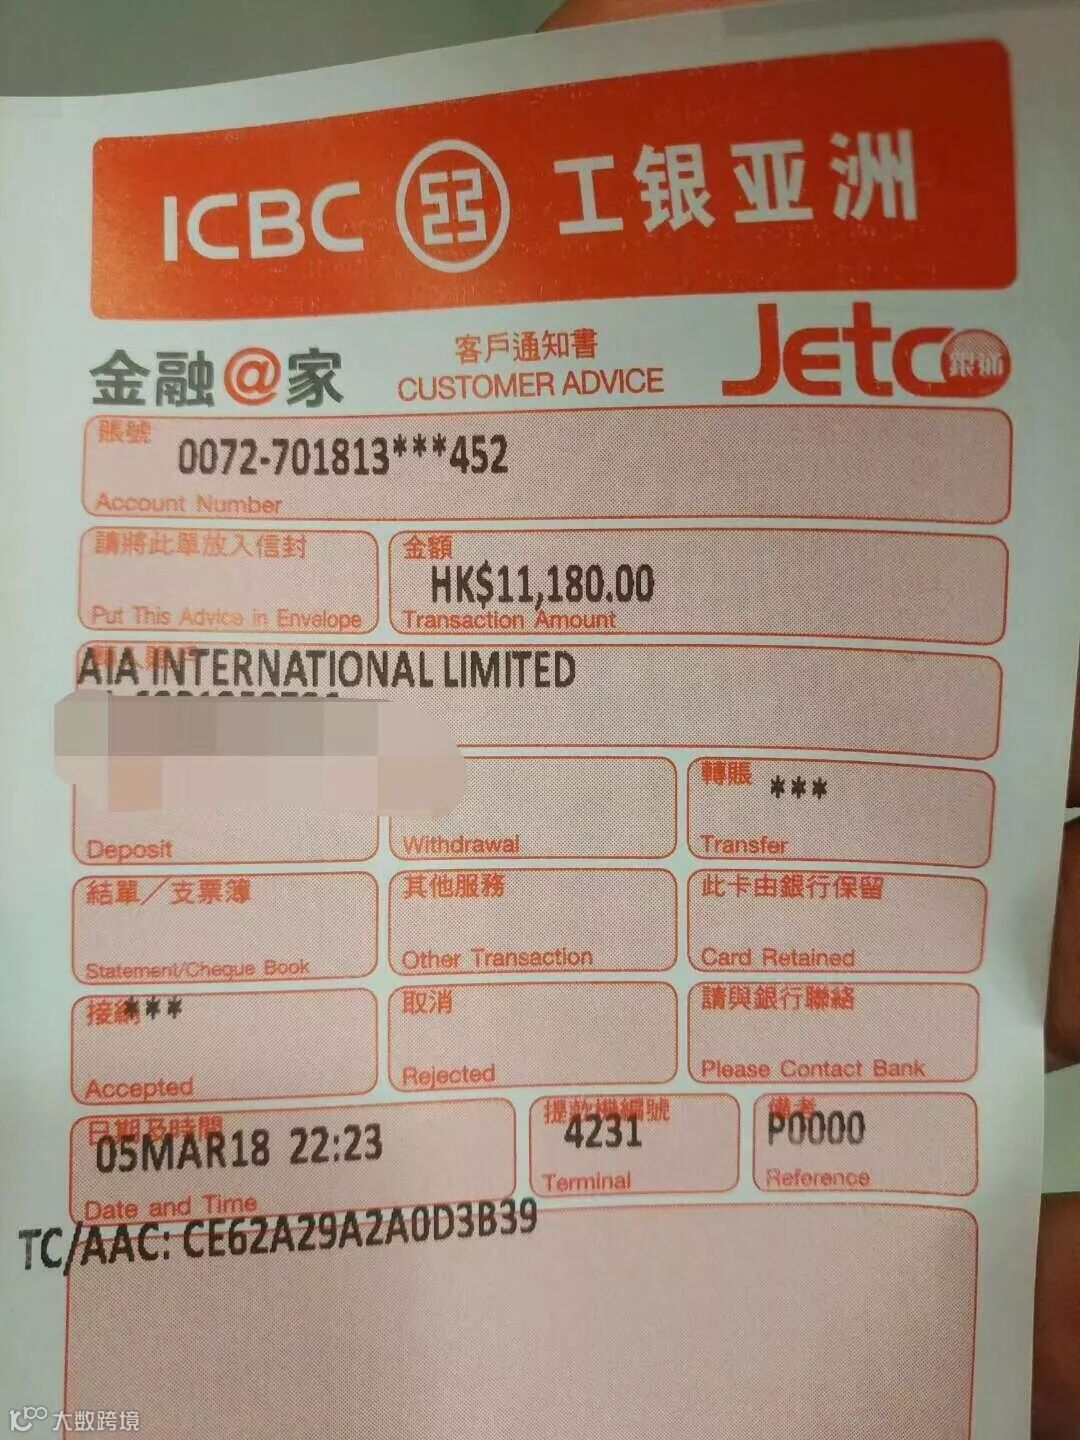 ICBC 工银亚洲
金融@家
客戶通知書
CUSTOMER ADVICE
Jetco 銀通
賬號
0072-701813***452
Account Number
請將此單放入信封
Put This Advice in Envelope
金額
HK$11,180.00
Transaction Amount
AIA INTERNATIONAL LIMITED
Deposit
Withdrawal
轉賬
***
Transfer
結單／支票簿
Statement/Cheque Book
其他服務
Other Transaction
此卡由銀行保留
Card Retained
接納
***
Accepted
取消
Rejected
請與銀行聯絡
Please Contact Bank
日期及時間
05MAR18 22:23
Date and Time
提款機編號
4231
Terminal
備考
P0000
Reference
TC/AAC: CE62A29A2A0D3B39
大数跨境